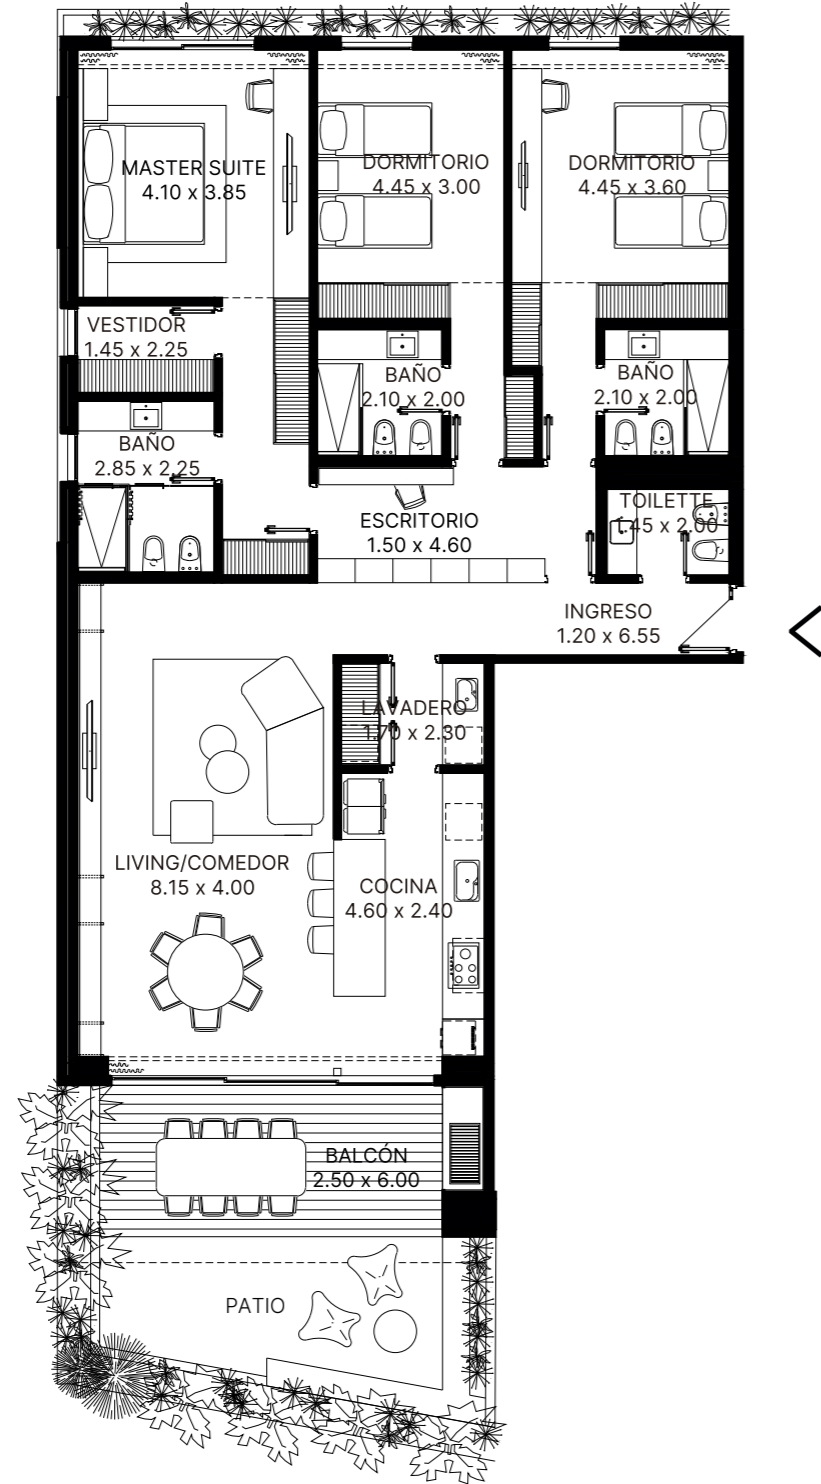 MASTER SUITE
4.10 x 3.85
DORMITORIO
4.45 x 3.00
DORMITORIO
4.45 x 3.60
VESTIDOR
1.45 x 2.25
BAÑO
2.10 x 2.00
BAÑO
2.10 x 2.00
BAÑO
2.85 x 2.25
ESCRITORIO
1.50 x 4.60
TOILETTE
1.45 x 2.00
INGRESO
1.20 x 6.55
LAVADERO
1.70 x 2.30
LIVING/COMEDOR
8.15 x 4.00
COCINA
4.60 x 2.40
BALCÓN
2.50 x 6.00
PATIO